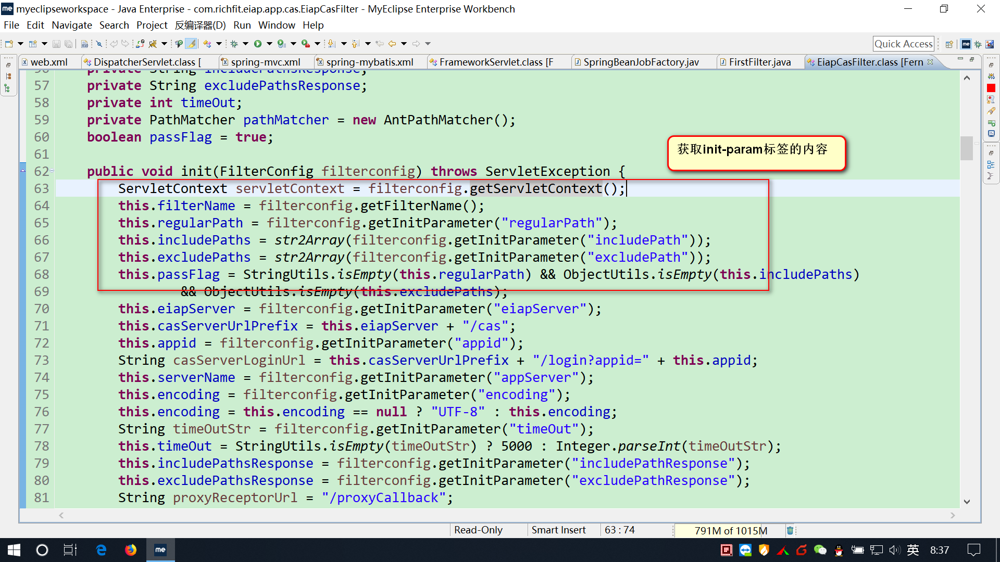 myeclipseworkspace - Java Enterprise - com.richfit.eiap.app.cas.EiapCasFilter - MyEclipse Enterprise Workbench
File Edit Navigate Search Project 反编译器(D) Run Window Help
Quick Access
web.xml DispatcherServlet.class [ spring-mvc.xml spring-mybatis.xml FrameworkServlet.class [F SpringBeanJobFactory.jav FirstFilter.java EiapCasFilter.class [Fern
56 private String includePathsResponse;
57 private String excludePathsResponse;
58 private int timeOut;
59 private PathMatcher pathMatcher = new AntPathMatcher();
60 boolean passFlag = true;
61
获取init-param标签的内容
62 public void init(FilterConfig filterconfig) throws ServletException {
63 ServletContext servletContext = filterconfig.getServletContext();
64 this.filterName = filterconfig.getFilterName();
65 this.regularPath = filterconfig.getInitParameter("regularPath");
66 this.includePaths = str2Array(filterconfig.getInitParameter("includePath"));
67 this.excludePaths = str2Array(filterconfig.getInitParameter("excludePath"));
68 this.passFlag = StringUtils.isEmpty(this.regularPath) && ObjectUtils.isEmpty(this.includePaths)
69 && ObjectUtils.isEmpty(this.excludePaths);
70 this.eiapServer = filterconfig.getInitParameter("eiapServer");
71 this.casServerUrlPrefix = this.eiapServer + "/cas";
72 this.appid = filterconfig.getInitParameter("appid");
73 String casServerLoginUrl = this.casServerUrlPrefix + "/login?appid=" + this.appid;
74 this.serverName = filterconfig.getInitParameter("appServer");
75 this.encoding = filterconfig.getInitParameter("encoding");
76 this.encoding = this.encoding == null ? "UTF-8" : this.encoding;
77 String timeOutStr = filterconfig.getInitParameter("timeOut");
78 this.timeOut = StringUtils.isEmpty(timeOutStr) ? 5000 : Integer.parseInt(timeOutStr);
79 this.includePathsResponse = filterconfig.getInitParameter("includePathResponse");
80 this.excludePathsResponse = filterconfig.getInitParameter("excludePathResponse");
81 String proxyReceptorUrl = "/proxyCallback";
Read-Only Smart Insert 63 : 74 791M of 1015M
me 英 8:37